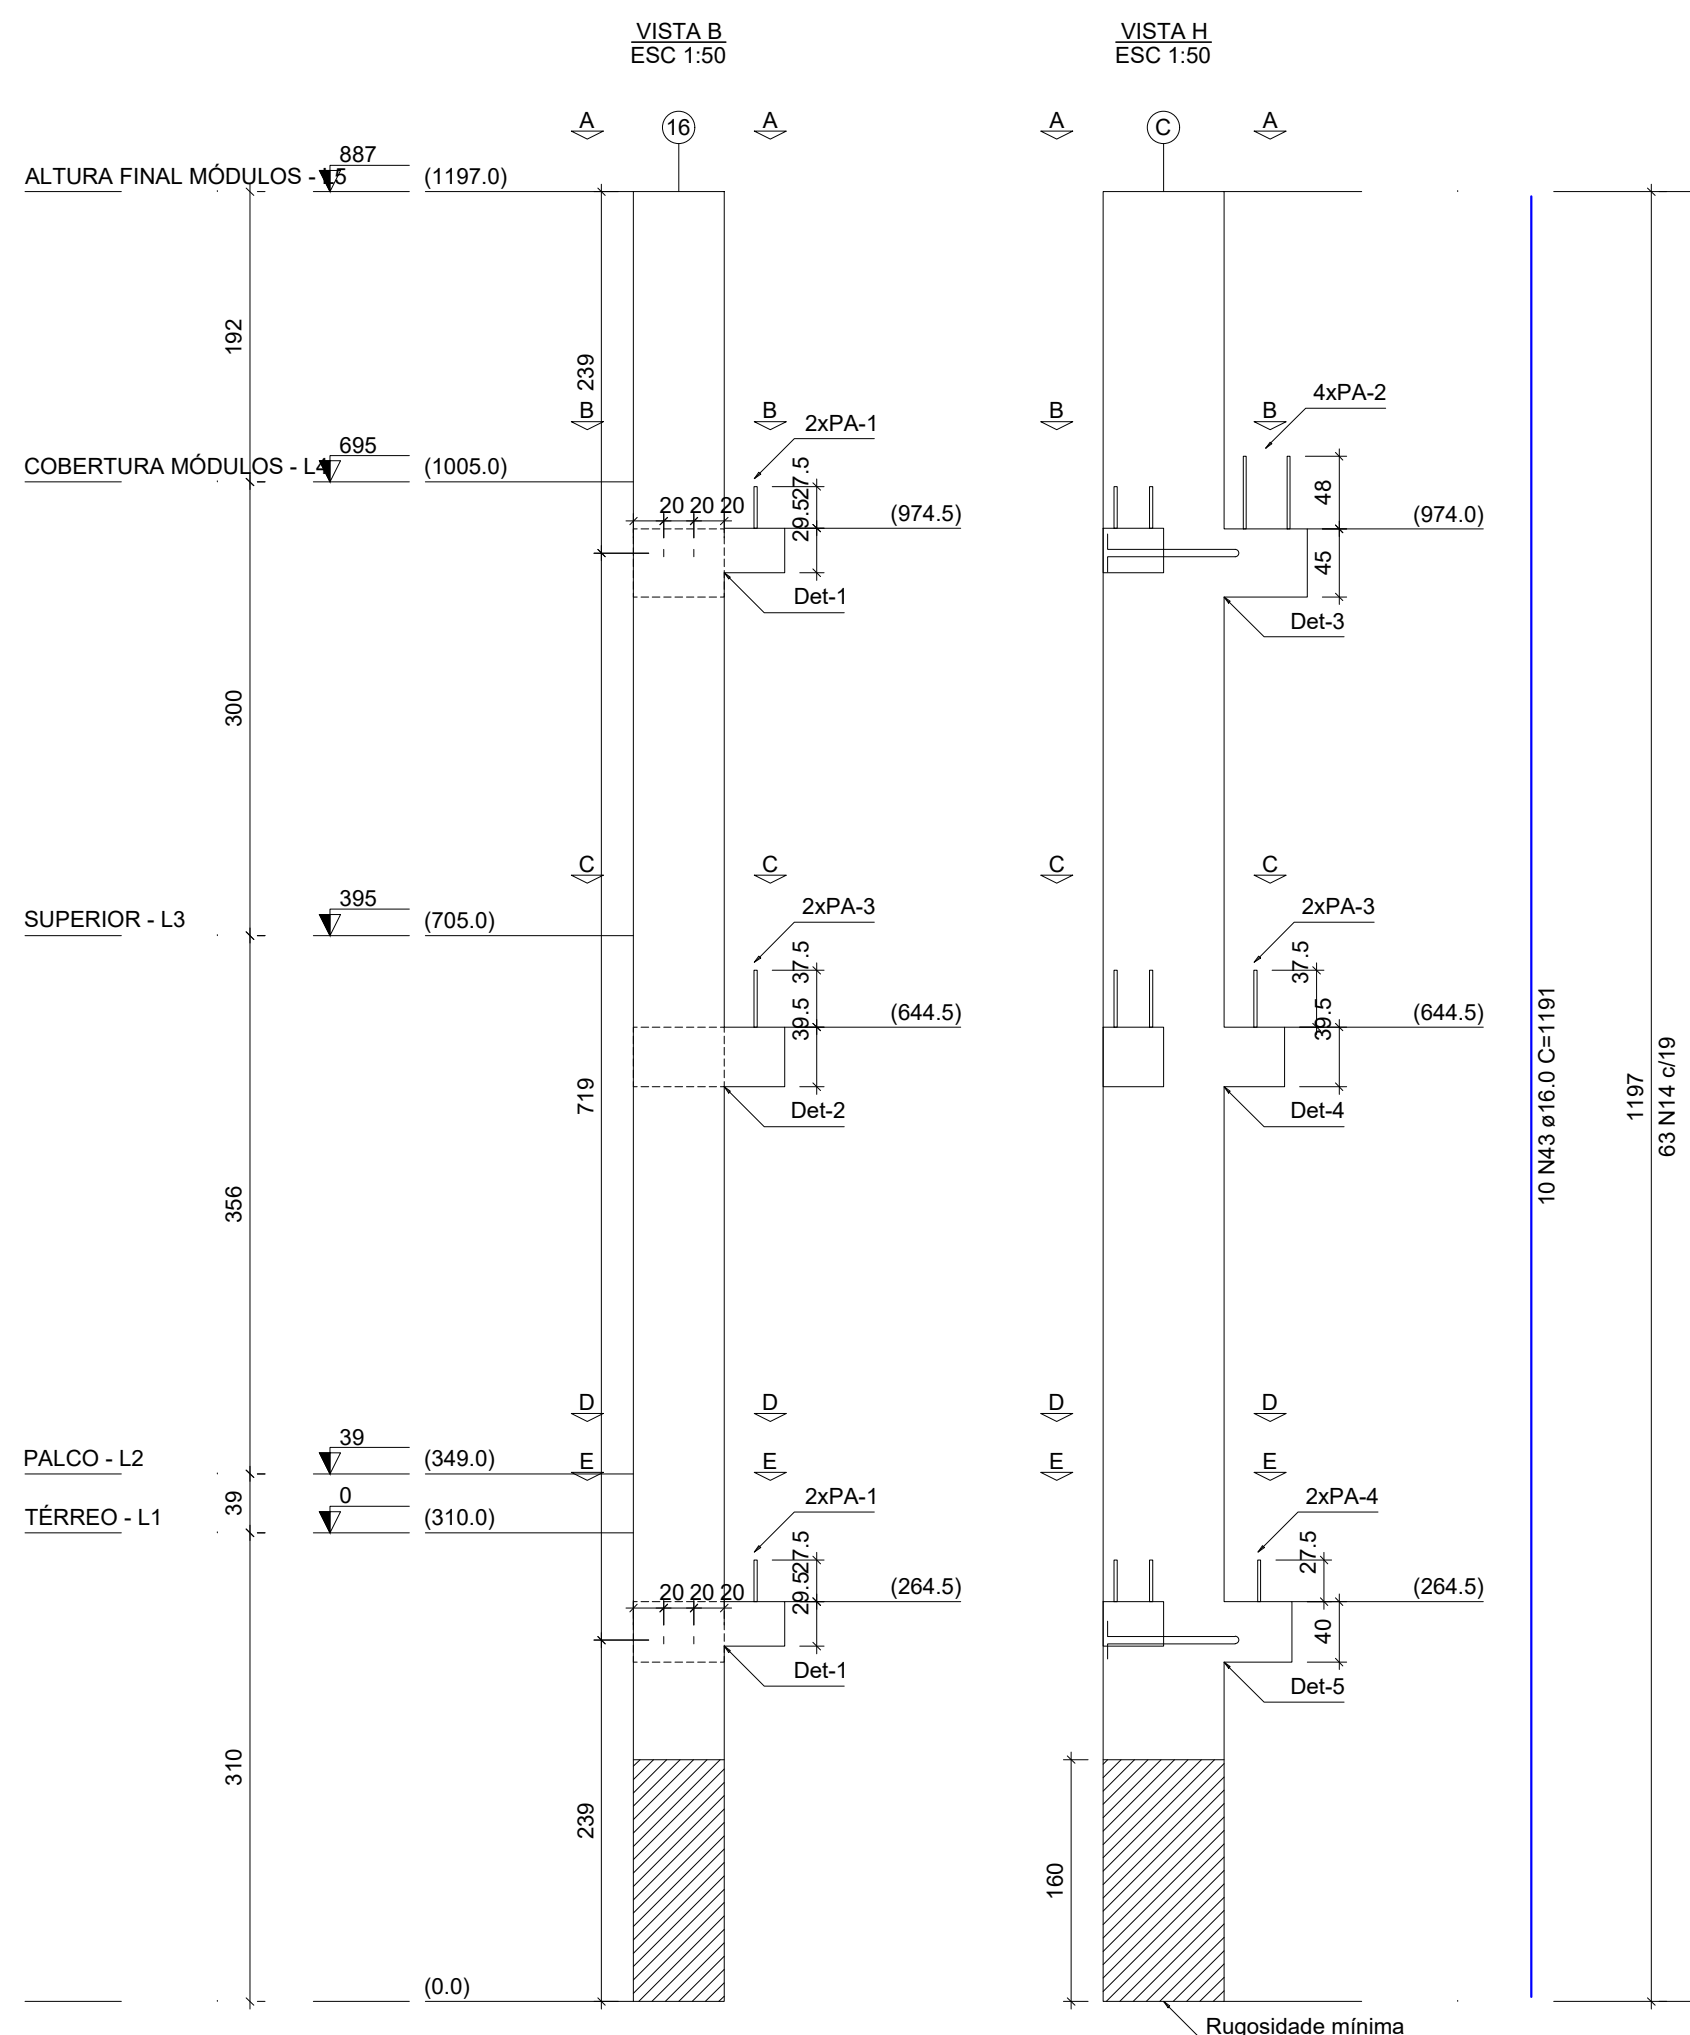 VISTA B
ESC 1:50
VISTA H
ESC 1:50
A
16
A
A
C
A
ALTURA FINAL MÓDULOS - L5
887
(1197.0)
192
239
B
B
2xPA-1
B
B
4xPA-2
COBERTURA MÓDULOS - L4
695
(1005.0)
20
20
20
27.5
29.5
(974.5)
48
(974.0)
45
Det-1
Det-3
300
C
C
C
C
SUPERIOR - L3
395
(705.0)
2xPA-3
2xPA-3
37.5
39.5
(644.5)
37.5
39.5
(644.5)
Det-2
Det-4
719
10 N43 ø16.0 C=1191
1197
63 N14 c/19
356
D
D
D
D
PALCO - L2
39
(349.0)
E
E
E
E
39
TÉRREO - L1
0
(310.0)
2xPA-1
2xPA-4
20
20
20
27.5
29.5
(264.5)
27.5
40
(264.5)
Det-1
Det-5
310
239
160
(0.0)
Rugosidade mínima